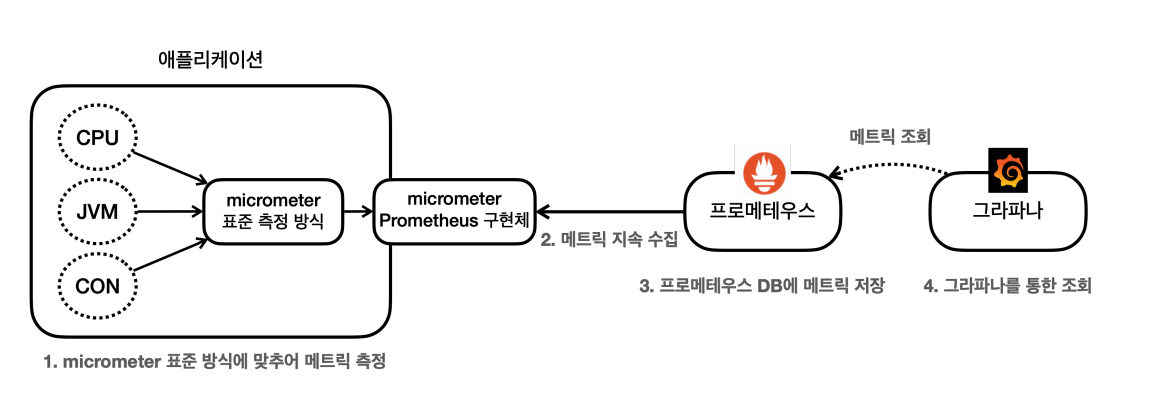 애플리케이션
CPU
JVM
CON
micrometer
표준 측정 방식
micrometer
Prometheus 구현체
2. 메트릭 지속 수집
프로메테우스
메트릭 조회
그라파나
3. 프로메테우스 DB에 메트릭 저장
4. 그라파나를 통한 조회
1. micrometer 표준 방식에 맞추어 메트릭 측정